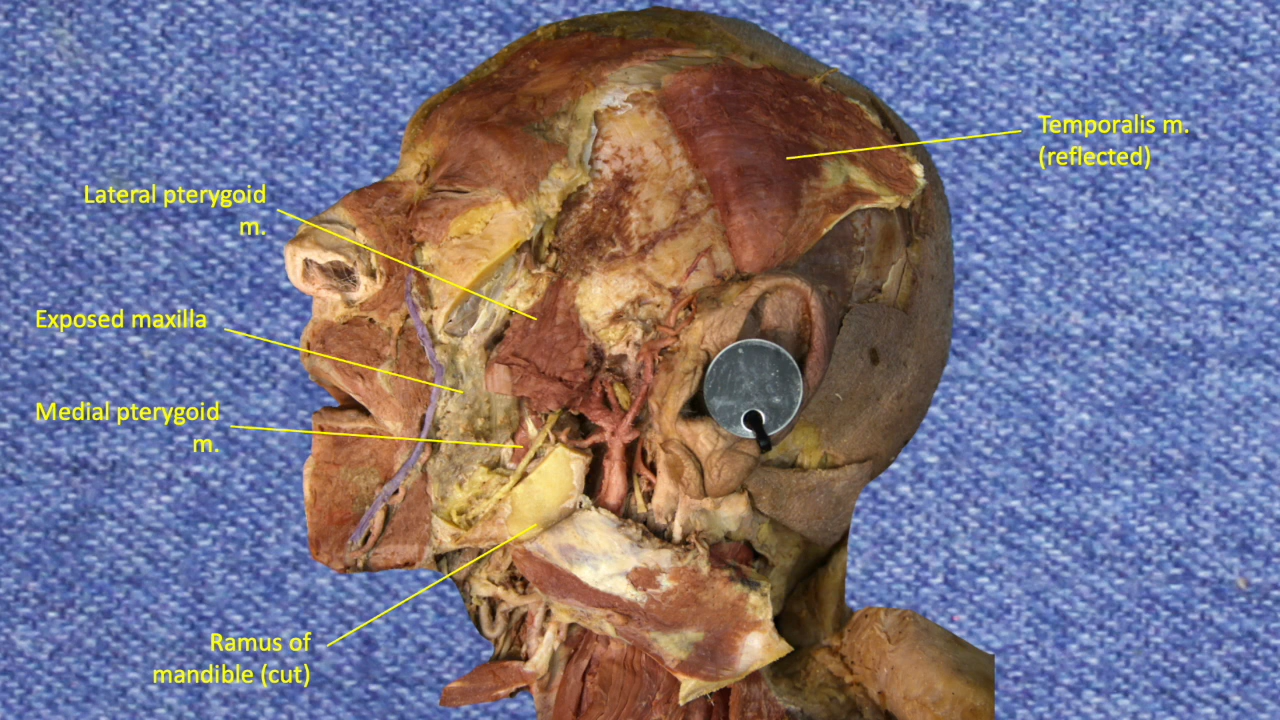 Temporalis m.
(reflected)
Lateral pterygoid
m.
Exposed maxilla
Medial pterygoid
m.
Ramus of
mandible (cut)